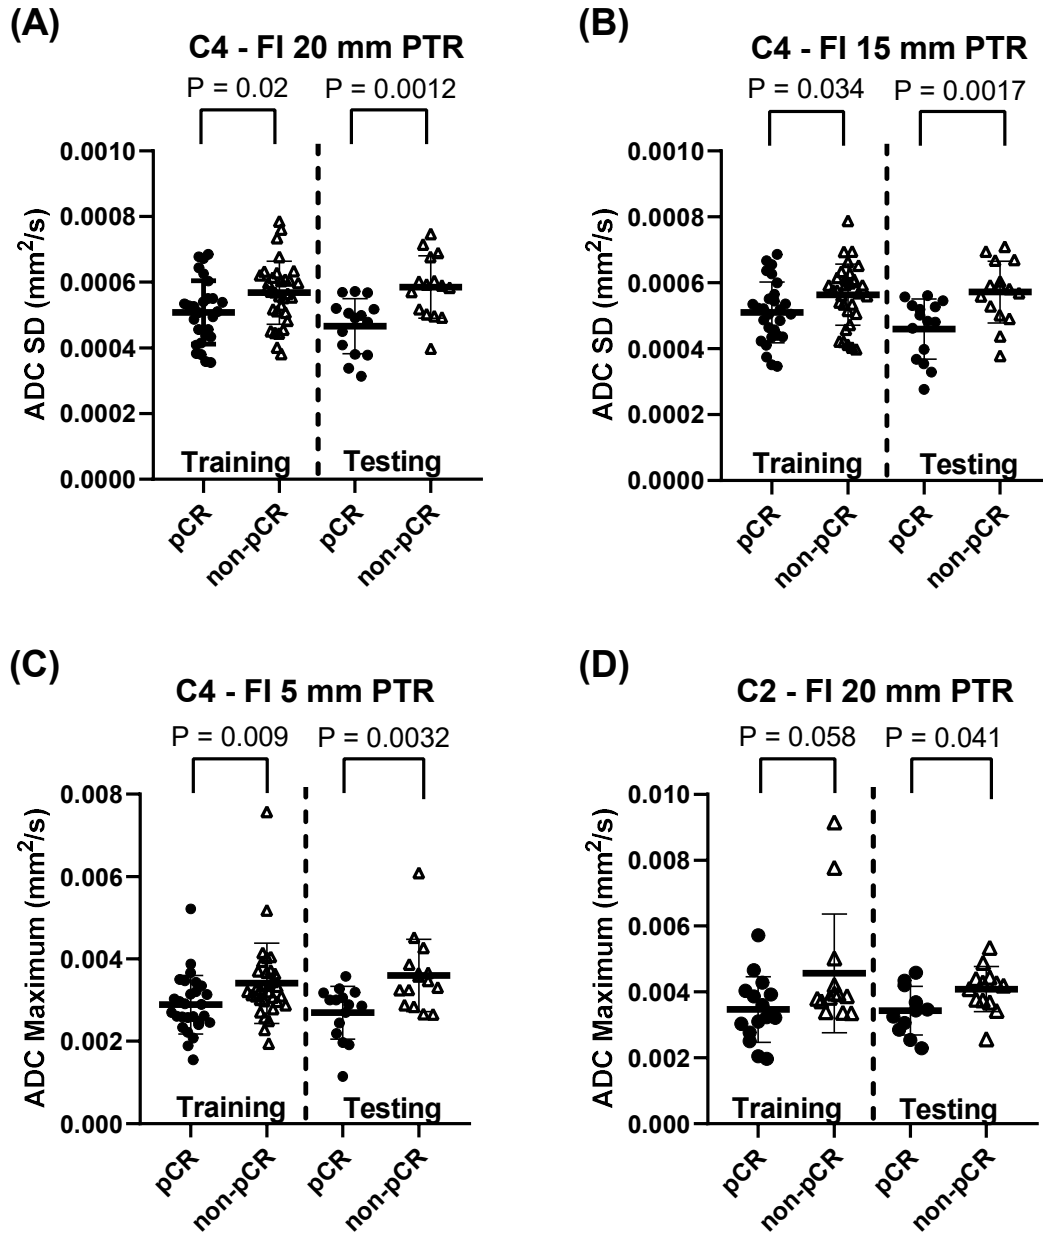 (A)
C4 - FI 20 mm PTR
P = 0.02 P = 0.0012
ADC SD (mm²/s)
0.0010
0.0008
0.0006
0.0004
0.0002
0.0000
Training Testing
pCR non-pCR pCR non-pCR
(B)
C4 - FI 15 mm PTR
P = 0.034 P = 0.0017
ADC SD (mm²/s)
0.0010
0.0008
0.0006
0.0004
0.0002
0.0000
Training Testing
pCR non-pCR pCR non-pCR
(C)
C4 - FI 5 mm PTR
P = 0.009 P = 0.0032
ADC Maximum (mm²/s)
0.008
0.006
0.004
0.002
0.000
Training Testing
pCR non-pCR pCR non-pCR
(D)
C2 - FI 20 mm PTR
P = 0.058 P = 0.041
ADC Maximum (mm²/s)
0.010
0.008
0.006
0.004
0.002
0.000
Training Testing
pCR non-pCR pCR non-pCR